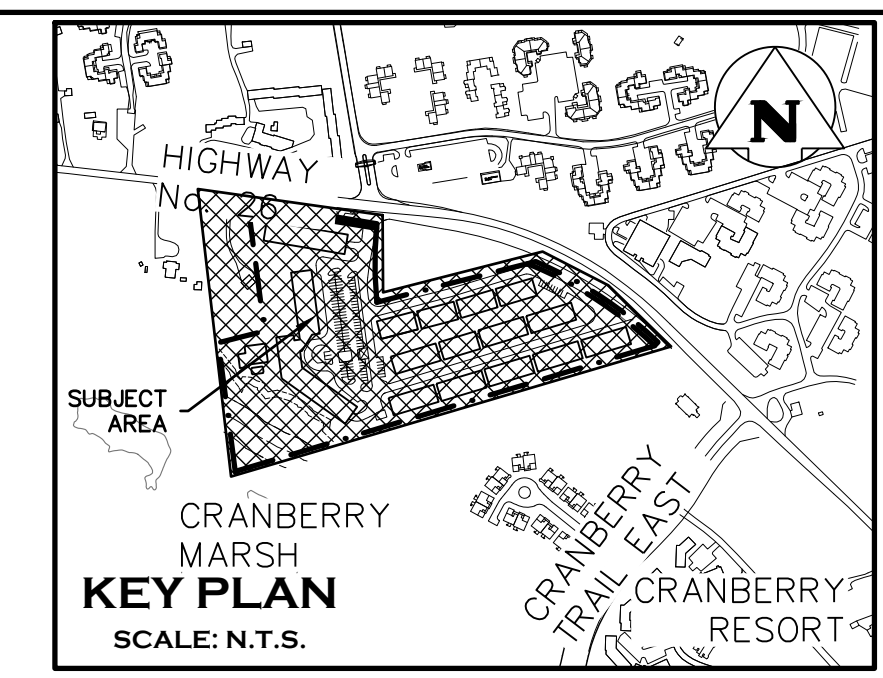 HIGHWAY
No. 26
N
SUBJECT
AREA
CRANBERRY
MARSH
KEY PLAN
SCALE: N.T.S.
CRANBERRY
TRAIL EAST
CRANBERRY
RESORT